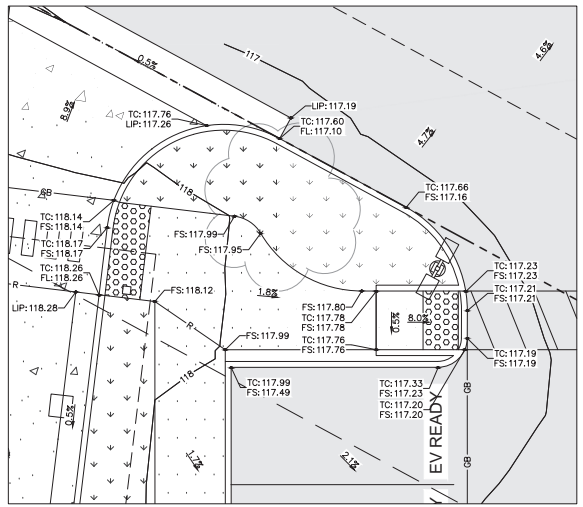 0.5%
117
4.6%
8.9%
LIP:117.19
TC:117.76
LIP:117.26
TC:117.60
FL:117.10
4.7%
118
GB
TC:117.66
FS:117.16
TC:118.14
FS:118.14
FS:117.99
TC:118.17
FS:118.17
FS:117.95
TC:117.23
FS:117.23
TC:118.26
FL:118.26
R
LIP:118.28
FS:118.12
1.8%
FS:117.80
TC:117.78
FS:117.78
0.5%
8.0%
TC:117.21
FS:117.21
R
FS:117.99
TC:117.76
FS:117.76
TC:117.19
FS:117.19
118
TC:117.99
FS:117.49
TC:117.33
FS:117.23
TC:117.20
FS:117.20
GB
0.5%
1.7%
2.1%
EV READY
Y
GB